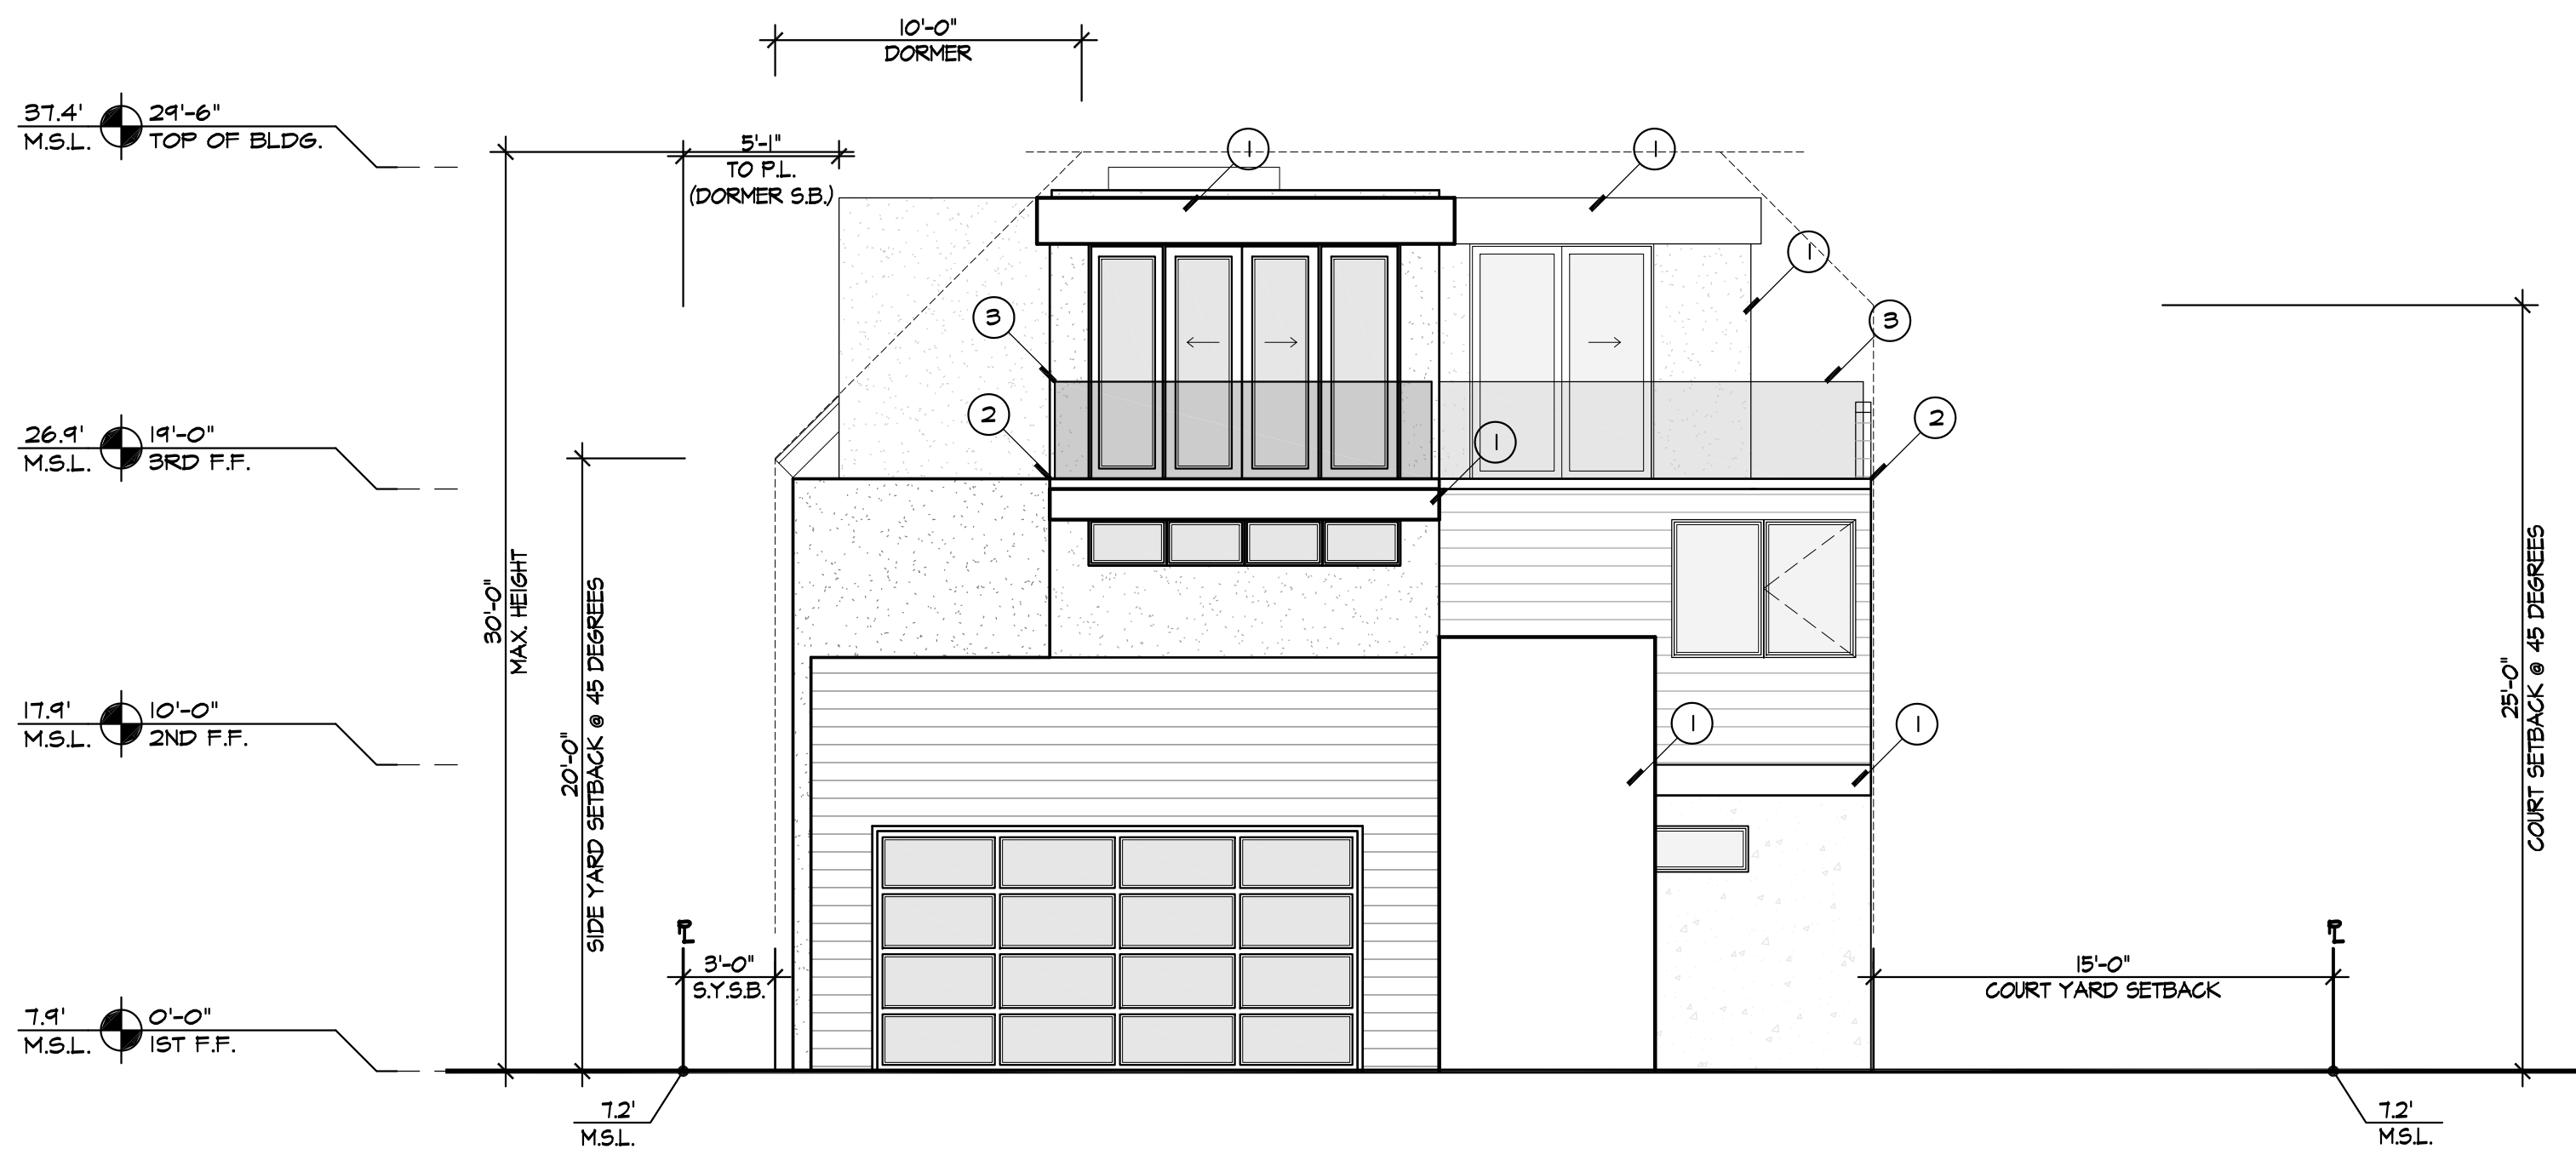 10'-0"
DORMER
37.4'
M.S.L.
29'-6"
TOP OF BLDG.
5'-1"
TO P.L.
(DORMER S.B.)
1
1
1
3
3
26.9'
M.S.L.
19'-0"
3RD F.F.
2
1
2
30'-0"
MAX. HEIGHT
20'-0"
SIDE YARD SETBACK @ 45 DEGREES
25'-0"
COURT SETBACK @ 45 DEGREES
17.9'
M.S.L.
10'-0"
2ND F.F.
1
1
PL
PL
3'-0"
S.Y.S.B.
15'-0"
COURT YARD SETBACK
7.9'
M.S.L.
0'-0"
1ST F.F.
7.2'
M.S.L.
7.2'
M.S.L.